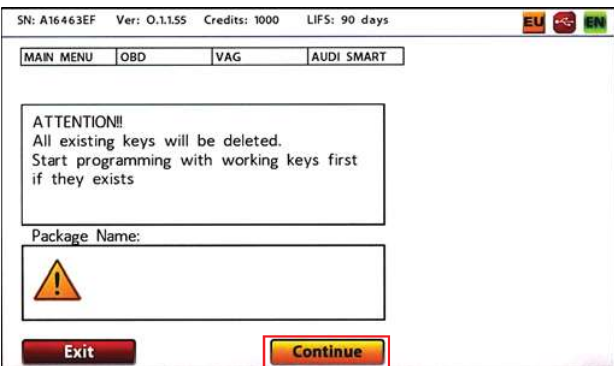 SN: A16463EF Ver: O.1.1.55 Credits: 1000 LIFS: 90 days EU EN
MAIN MENU OBD VAG AUDI SMART
ATTENTION!!
All existing keys will be deleted.
Start programming with working keys first
if they exists
Package Name:
Exit Continue